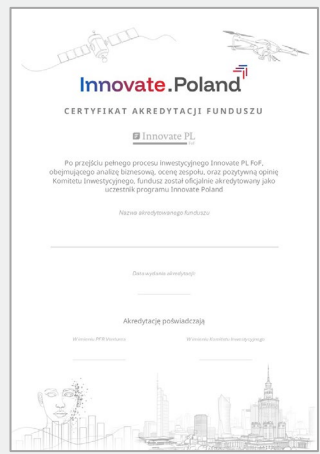 Innovate.Poland
CERTYFIKAT AKREDYTACJI FUNDUSZU
Innovate PL
FoF
Po przejściu pełnego procesu inwestycyjnego Innovate PL FoF,
obejmującego analizę biznesową, ocenę zespołu, oraz pozytywną opinię
Komitetu Inwestycyjnego, fundusz został oficjalnie akredytowany jako
uczestnik programu Innovate Poland
Nazwa akredytowanego funduszu
Data wydania akredytacji
Akredytację poświadczają
W imieniu PFR Ventures
W imieniu Komitetu Inwestycyjnego